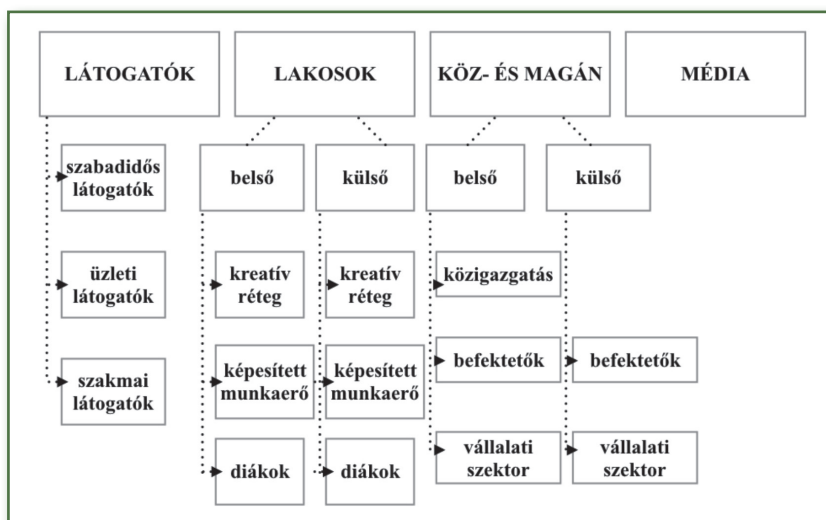 LÁTOGATÓK
LAKOSOK
KÖZ- ÉS MAGÁN
MÉDIA
szabadidős
látogatók
belső
külső
belső
külső
üzleti
látogatók
kreatív
réteg
kreatív
réteg
közigazgatás
szakmai
látogatók
képesített
munkaerő
képesített
munkaerő
befektetők
befektetők
diákok
diákok
vállalati
szektor
vállalati
szektor